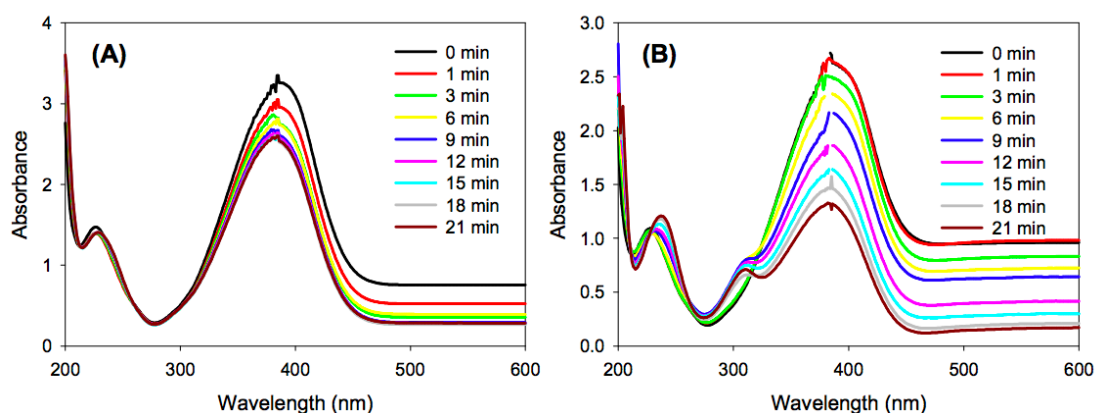 (A)
Absorbance
4
3
2
1
0
200
300
400
500
600
Wavelength (nm)
0 min
1 min
3 min
6 min
9 min
12 min
15 min
18 min
21 min
(B)
Absorbance
3.0
2.5
2.0
1.5
1.0
0.5
0.0
200
300
400
500
600
Wavelength (nm)
0 min
1 min
3 min
6 min
9 min
12 min
15 min
18 min
21 min